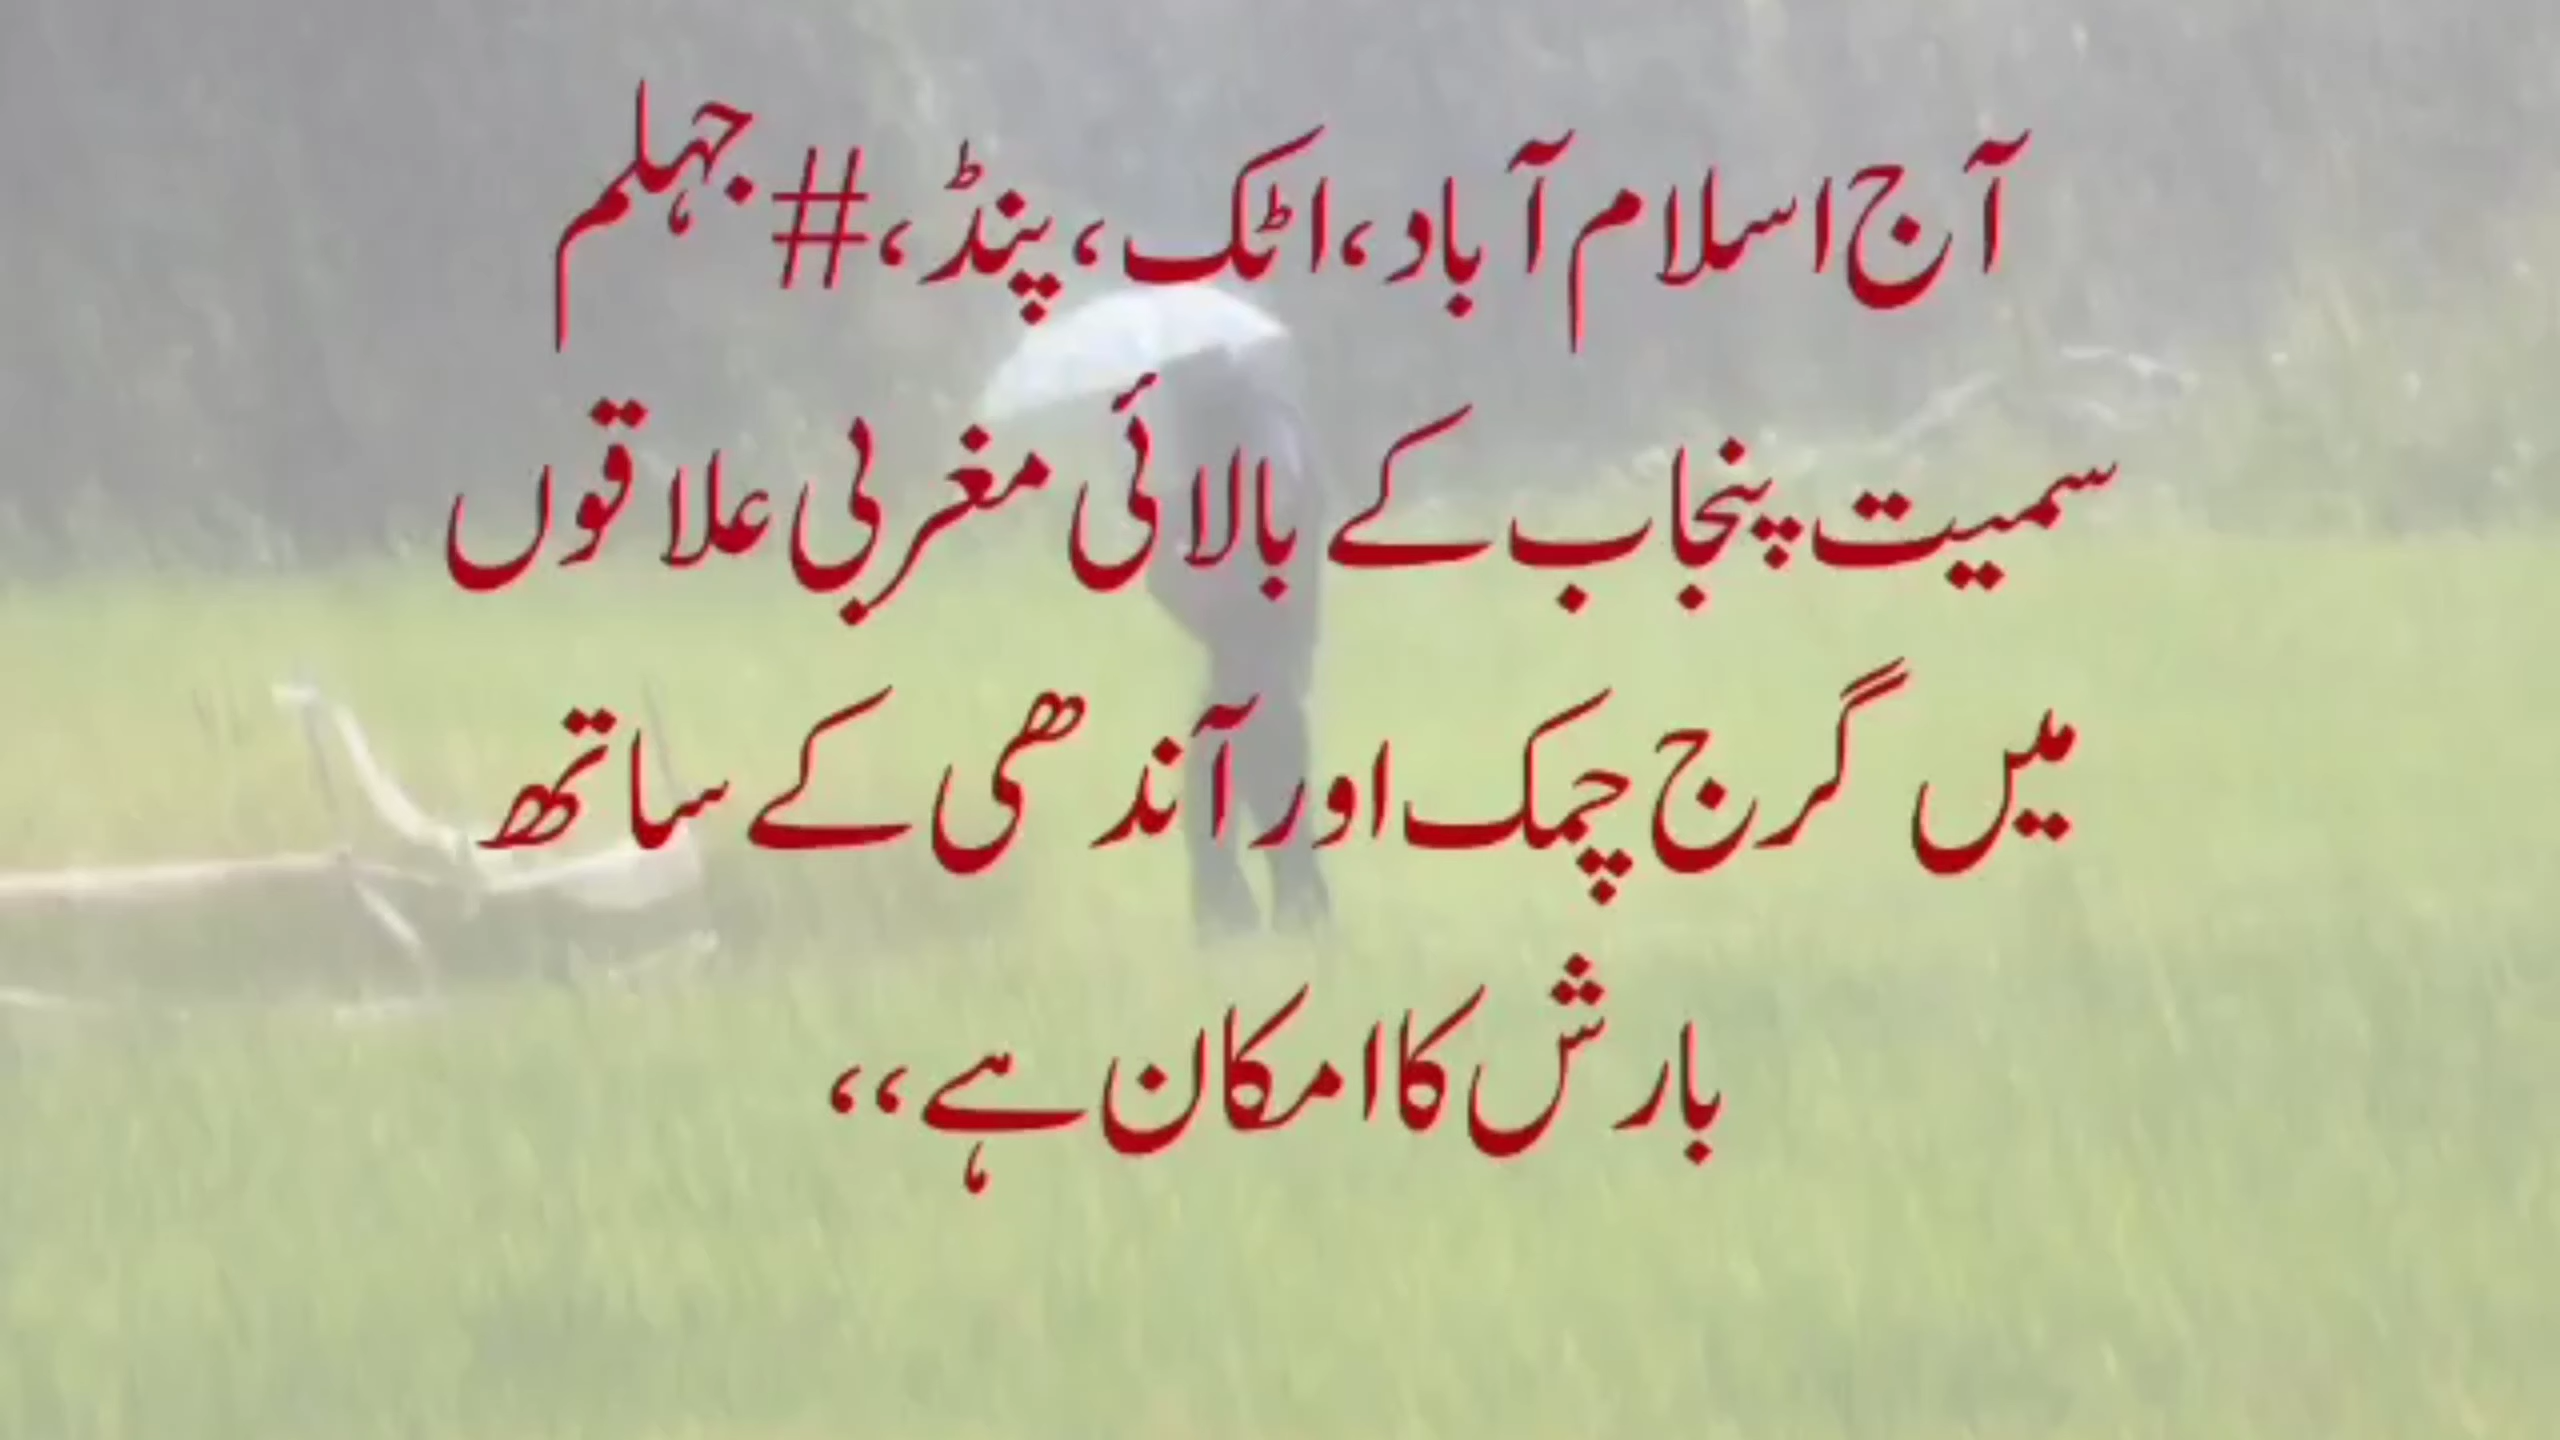 آج اسلام آباد، اٹک، پنڈ، #جہلم
سمیت پنجاب کے بالائی مغربی علاقوں
میں گرج چمک اور آندھی کے ساتھ
بارش کا امکان ہے،،